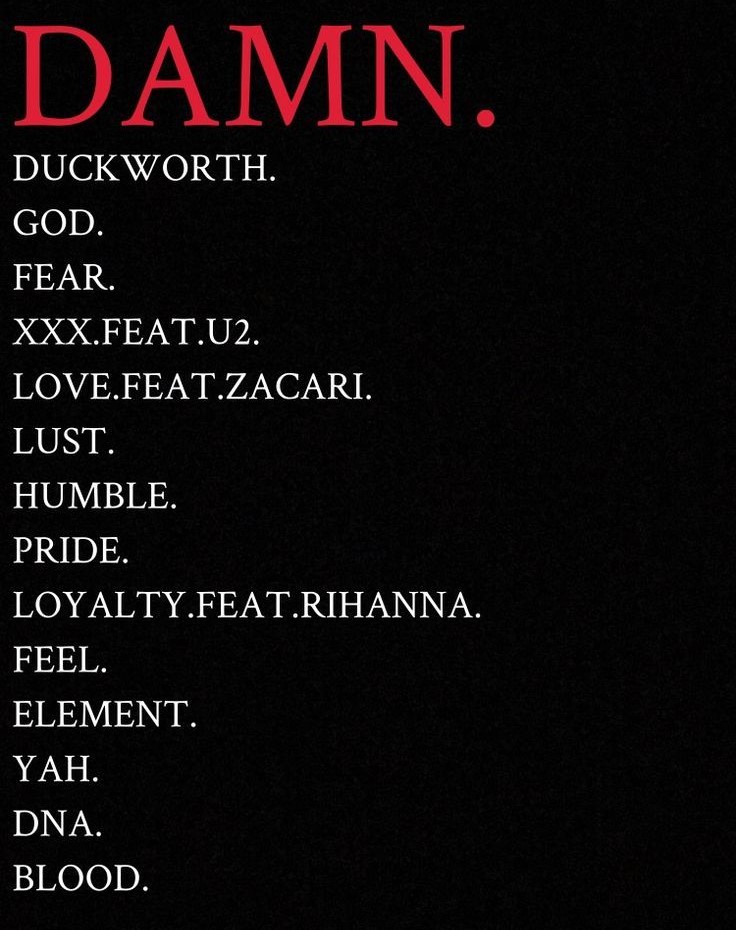 DAMN.
DUCKWORTH.
GOD.
FEAR.
XXX.FEAT.U2.
LOVE.FEAT.ZACARI.
LUST.
HUMBLE.
PRIDE.
LOYALTY.FEAT.RIHANNA.
FEEL.
ELEMENT.
YAH.
DNA.
BLOOD.